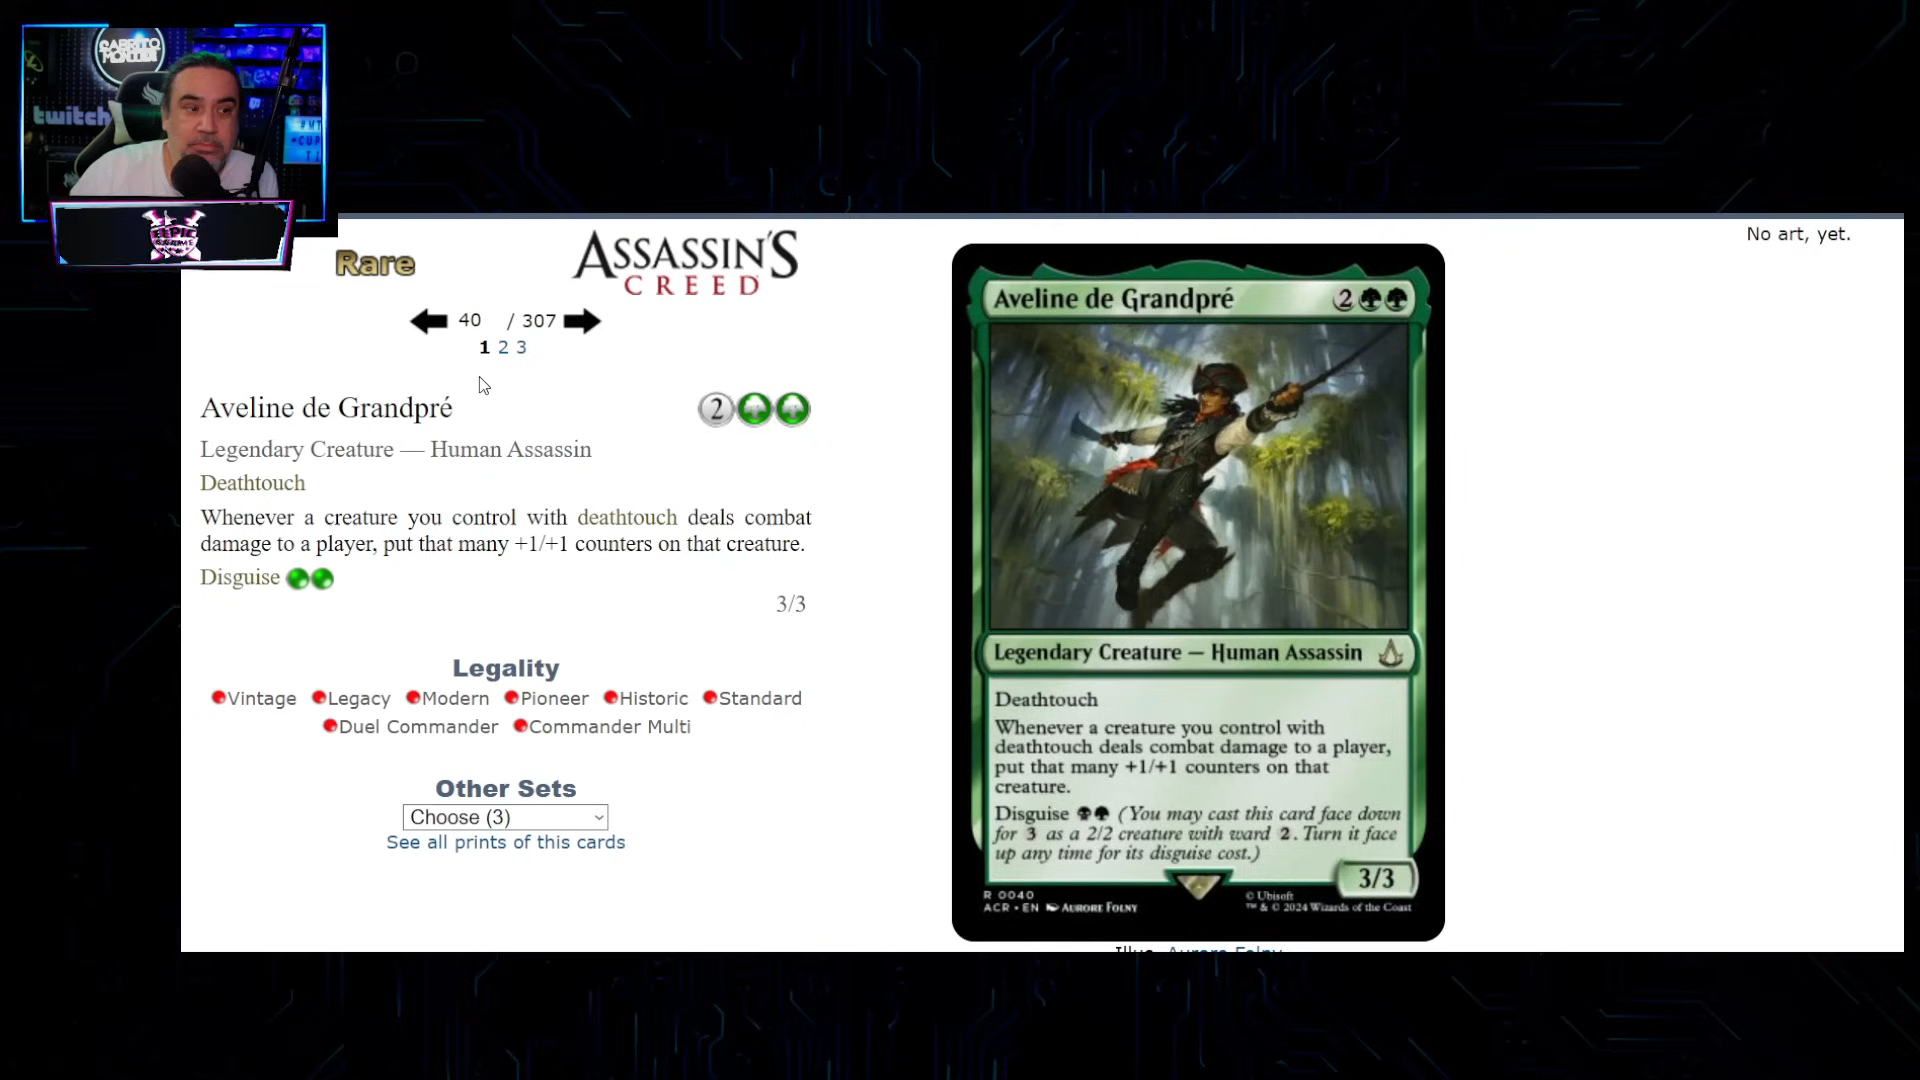 CABRITO
MONTES
twitch
EEPIC
Rare
ASSASSIN'S
CREED
40 / 307
1 2 3
Aveline de Grandpré 2
Legendary Creature — Human Assassin
Deathtouch
Whenever a creature you control with deathtouch deals combat
damage to a player, put that many +1/+1 counters on that creature.
Disguise
3/3
Legality
Vintage Legacy Modern Pioneer Historic Standard
Duel Commander Commander Multi
Other Sets
Choose (3)
See all prints of this cards
Aveline de Grandpré 2
Legendary Creature — Human Assassin
Deathtouch
Whenever a creature you control with
deathtouch deals combat damage to a player,
put that many +1/+1 counters on that
creature.
Disguise (You may cast this card face down
for 3 as a 2/2 creature with ward 2. Turn it face
up any time for its disguise cost.)
3/3
R 0040
ACR • EN AURORE FOLNY
© Ubisoft
™ & © 2024 Wizards of the Coast
Illus. Aurore Folny
No art, yet.